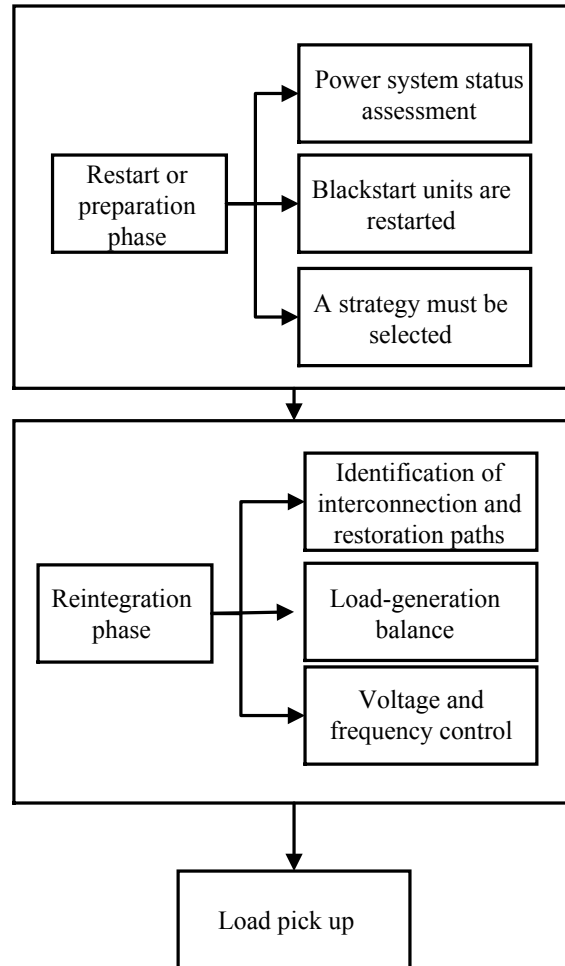 Power system status
assessment
Restart or
preparation
phase
Blackstart units are
restarted
A strategy must be
selected
Identification of
interconnection and
restoration paths
Reintegration
phase
Load-generation
balance
Voltage and
frequency control
Load pick up